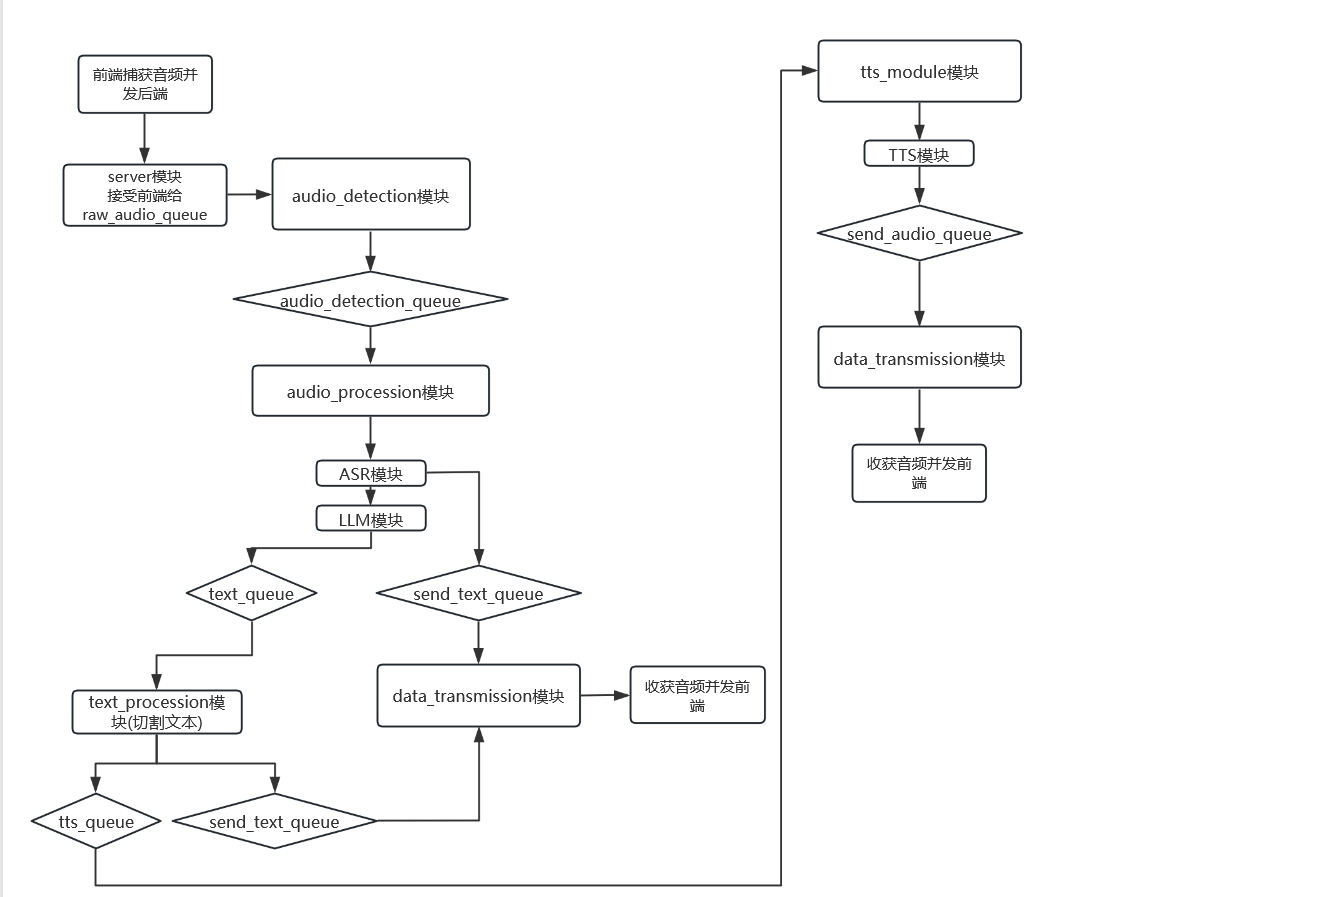 前端捕获音频并
发后端
server模块
接受前端给
raw_audio_queue
audio_detection模块
audio_detection_queue
audio_procession模块
ASR模块
LLM模块
text_queue
send_text_queue
text_procession模
块(切割文本)
data_transmission模块
收获音频并发前
端
tts_queue
send_text_queue
tts_module模块
TTS模块
send_audio_queue
data_transmission模块
收获音频并发前
端